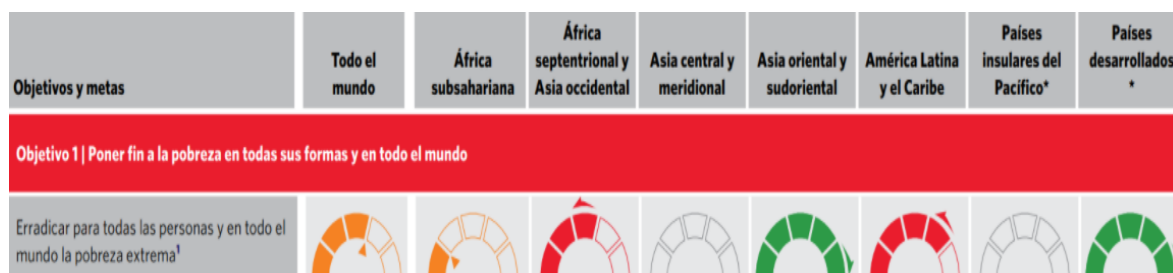 Objetivos y metas
Todo el
mundo
África
subsahariana
África
septentrional y
Asia occidental
Asia central y
meridional
Asia oriental y
sudoriental
América Latina
y el Caribe
Países
insulares del
Pacífico*
Países
desarrollados
*
Objetivo 1 | Poner fin a la pobreza en todas sus formas y en todo el mundo
Erradicar para todas las personas y en todo el
mundo la pobreza extrema¹